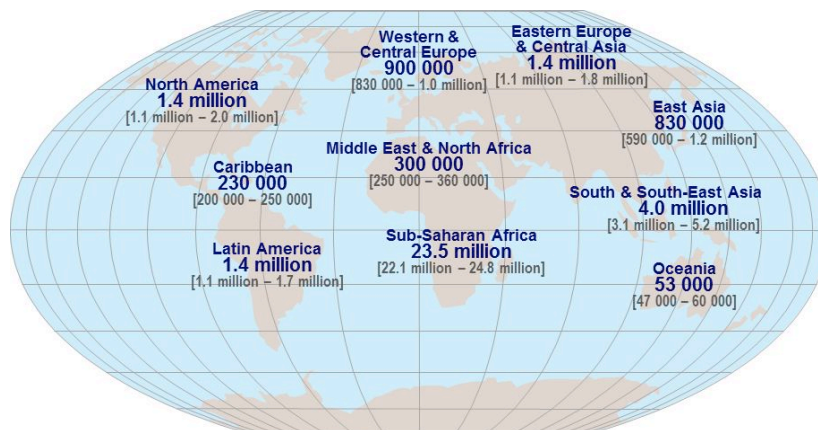 Western &
Central Europe
900 000
[830 000 – 1.0 million]
Eastern Europe
& Central Asia
1.4 million
[1.1 million – 1.8 million]
North America
1.4 million
[1.1 million – 2.0 million]
East Asia
830 000
[590 000 – 1.2 million]
Middle East & North Africa
300 000
[250 000 – 360 000]
Caribbean
230 000
[200 000 – 250 000]
South & South-East Asia
4.0 million
[3.1 million – 5.2 million]
Latin America
1.4 million
[1.1 million – 1.7 million]
Sub-Saharan Africa
23.5 million
[22.1 million – 24.8 million]
Oceania
53 000
[47 000 – 60 000]